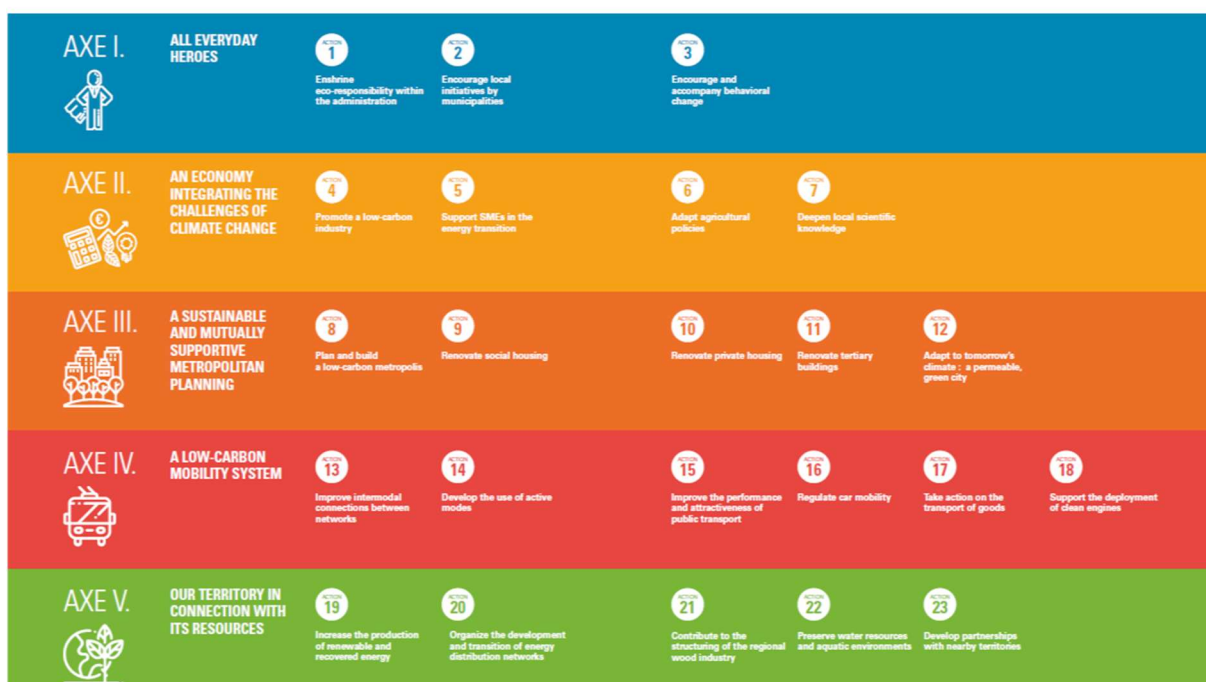 AXE I.
ALL EVERYDAY
HEROES
ACTION
1
Enshrine
eco-responsibility within
the administration
ACTION
2
Encourage local
initiatives by
municipalities
ACTION
3
Encourage and
accompany behavioral
change
AXE II.
AN ECONOMY
INTEGRATING THE
CHALLENGES OF
CLIMATE CHANGE
ACTION
4
Promote a low-carbon
industry
ACTION
5
Support SMEs in the
energy transition
ACTION
6
Adapt agricultural
policies
ACTION
7
Deepen local scientific
knowledge
AXE III.
A SUSTAINABLE
AND MUTUALLY
SUPPORTIVE
METROPOLITAN
PLANNING
ACTION
8
Plan and build
a low-carbon metropolis
ACTION
9
Renovate social housing
ACTION
10
Renovate private housing
ACTION
11
Renovate tertiary
buildings
ACTION
12
Adapt to tomorrow's
climate : a permeable,
green city
AXE IV.
A LOW-CARBON
MOBILITY SYSTEM
ACTION
13
Improve intermodal
connections between
networks
ACTION
14
Develop the use of active
modes
ACTION
15
Improve the performance
and attractiveness of
public transport
ACTION
16
Regulate car mobility
ACTION
17
Take action on the
transport of goods
ACTION
18
Support the deployment
of clean engines
AXE V.
OUR TERRITORY IN
CONNECTION WITH
ITS RESOURCES
ACTION
19
Increase the production
of renewable and
recovered energy
ACTION
20
Organize the development
and transition of energy
distribution networks
ACTION
21
Contribute to the
structuring of the regional
wood industry
ACTION
22
Preserve water resources
and aquatic environments
ACTION
23
Develop partnerships
with nearby territories